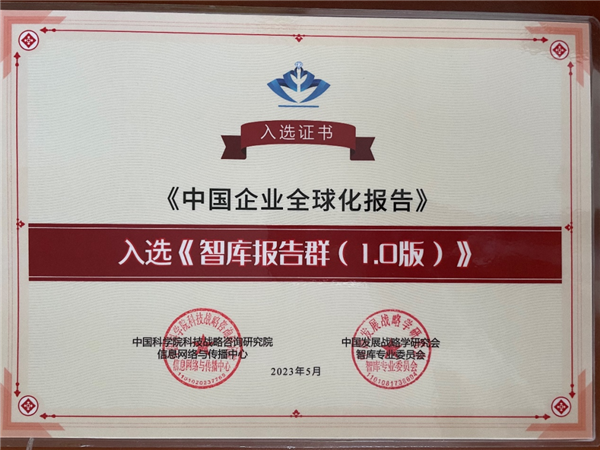 入选证书
《中国企业全球化报告》
入选《智库报告群（1.0版）》
中国科学院科技战略咨询研究院
信息网络与传播中心
中国发展战略学研究会
智库专业委员会
2023年5月